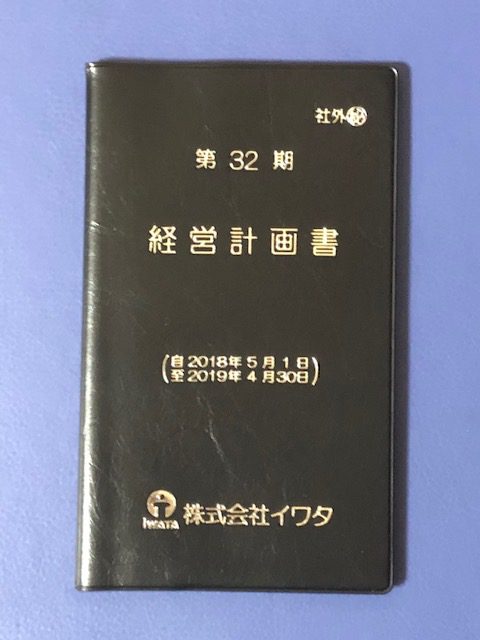 社外㊙
第 32 期
経営計画書
(自2018年5月1日
至2019年4月30日)
IWATA 株式会社イワタ